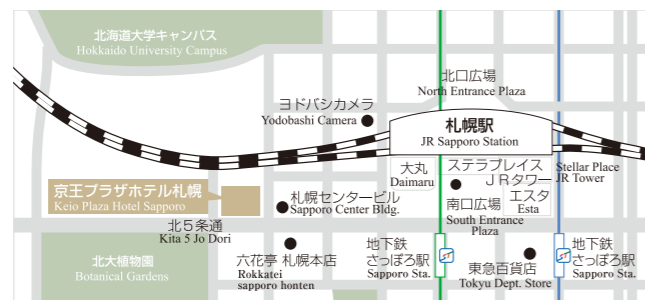 北海道大学キャンパス
Hokkaido University Campus
北口広場
North Entrance Plaza
ヨドバシカメラ
Yodobashi Camera
札幌駅
JR Sapporo Station
大丸
Daimaru
ステラプレイス
JRタワー
Stellar Place
JR Tower
エスタ
Esta
京王プラザホテル札幌
Keio Plaza Hotel Sapporo
札幌センタービル
Sapporo Center Bldg.
南口広場
South Entrance
Plaza
北5条通
Kita 5 Jo Dori
北大植物園
Botanical Gardens
六花亭 札幌本店
Rokkatei
sapporo honten
地下鉄
さっぽろ駅
Sapporo Sta.
東急百貨店
Tokyu Dept. Store
地下鉄
さっぽろ駅
Sapporo Sta.